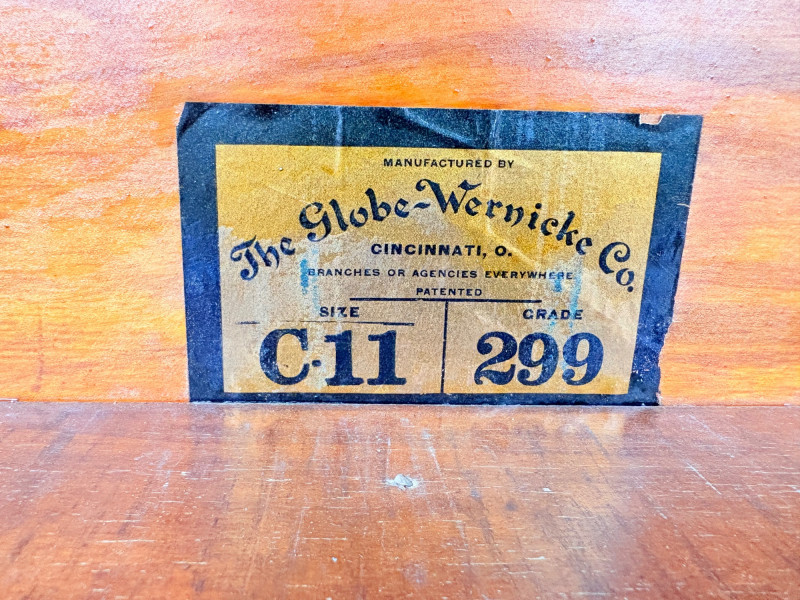 MANUFACTURED BY
The Globe-Wernicke Co.
CINCINNATI, O.
BRANCHES OR AGENCIES EVERYWHERE
PATENTED
SIZE GRADE
C-11 299